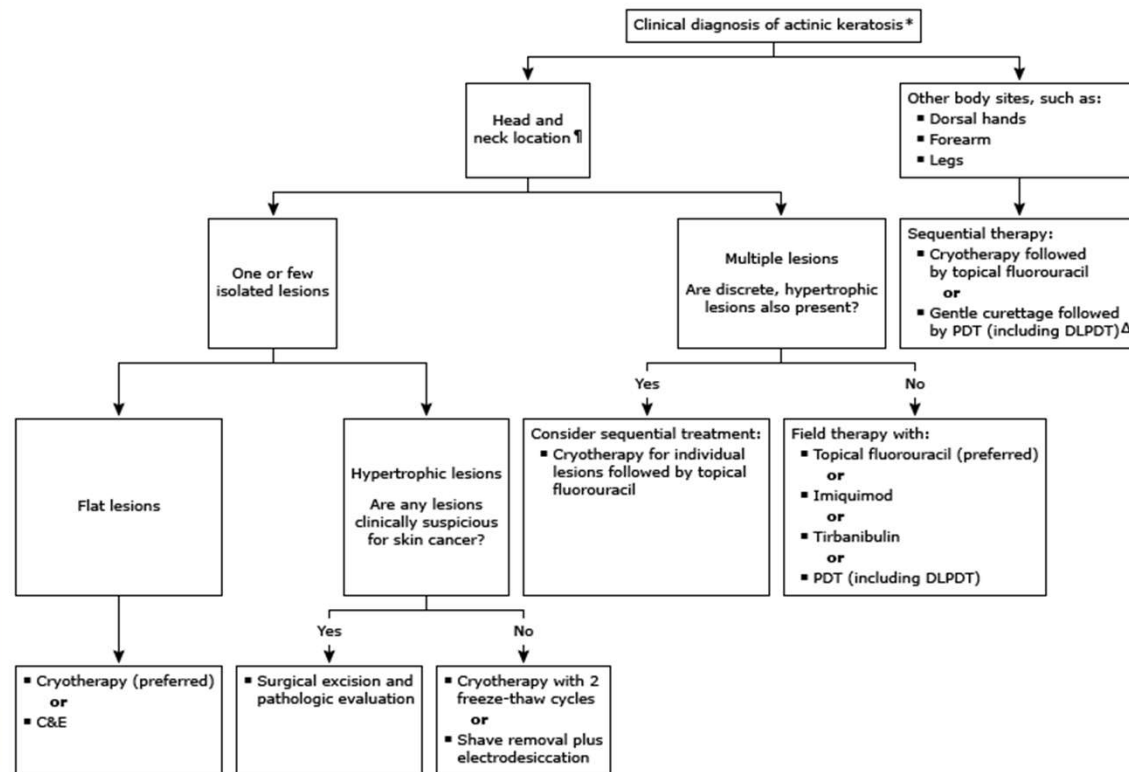 Clinical diagnosis of actinic keratosis*
Head and
neck location¶
Other body sites, such as:
▪ Dorsal hands
▪ Forearm
▪ Legs
One or few
isolated lesions
Multiple lesions
Are discrete, hypertrophic
lesions also present?
Sequential therapy:
▪ Cryotherapy followed
by topical fluorouracil
or
▪ Gentle curettage followed
by PDT (including DLPDT)Δ
Yes
No
Flat lesions
Hypertrophic lesions
Are any lesions
clinically suspicious
for skin cancer?
Consider sequential treatment:
▪ Cryotherapy for individual
lesions followed by topical
fluorouracil
Field therapy with:
▪ Topical fluorouracil (preferred)
or
▪ Imiquimod
or
▪ Tirbanibulin
or
▪ PDT (including DLPDT)
Yes
No
▪ Cryotherapy (preferred)
or
▪ C&E
▪ Surgical excision and
pathologic evaluation
▪ Cryotherapy with 2
freeze-thaw cycles
or
▪ Shave removal plus
electrodesiccation